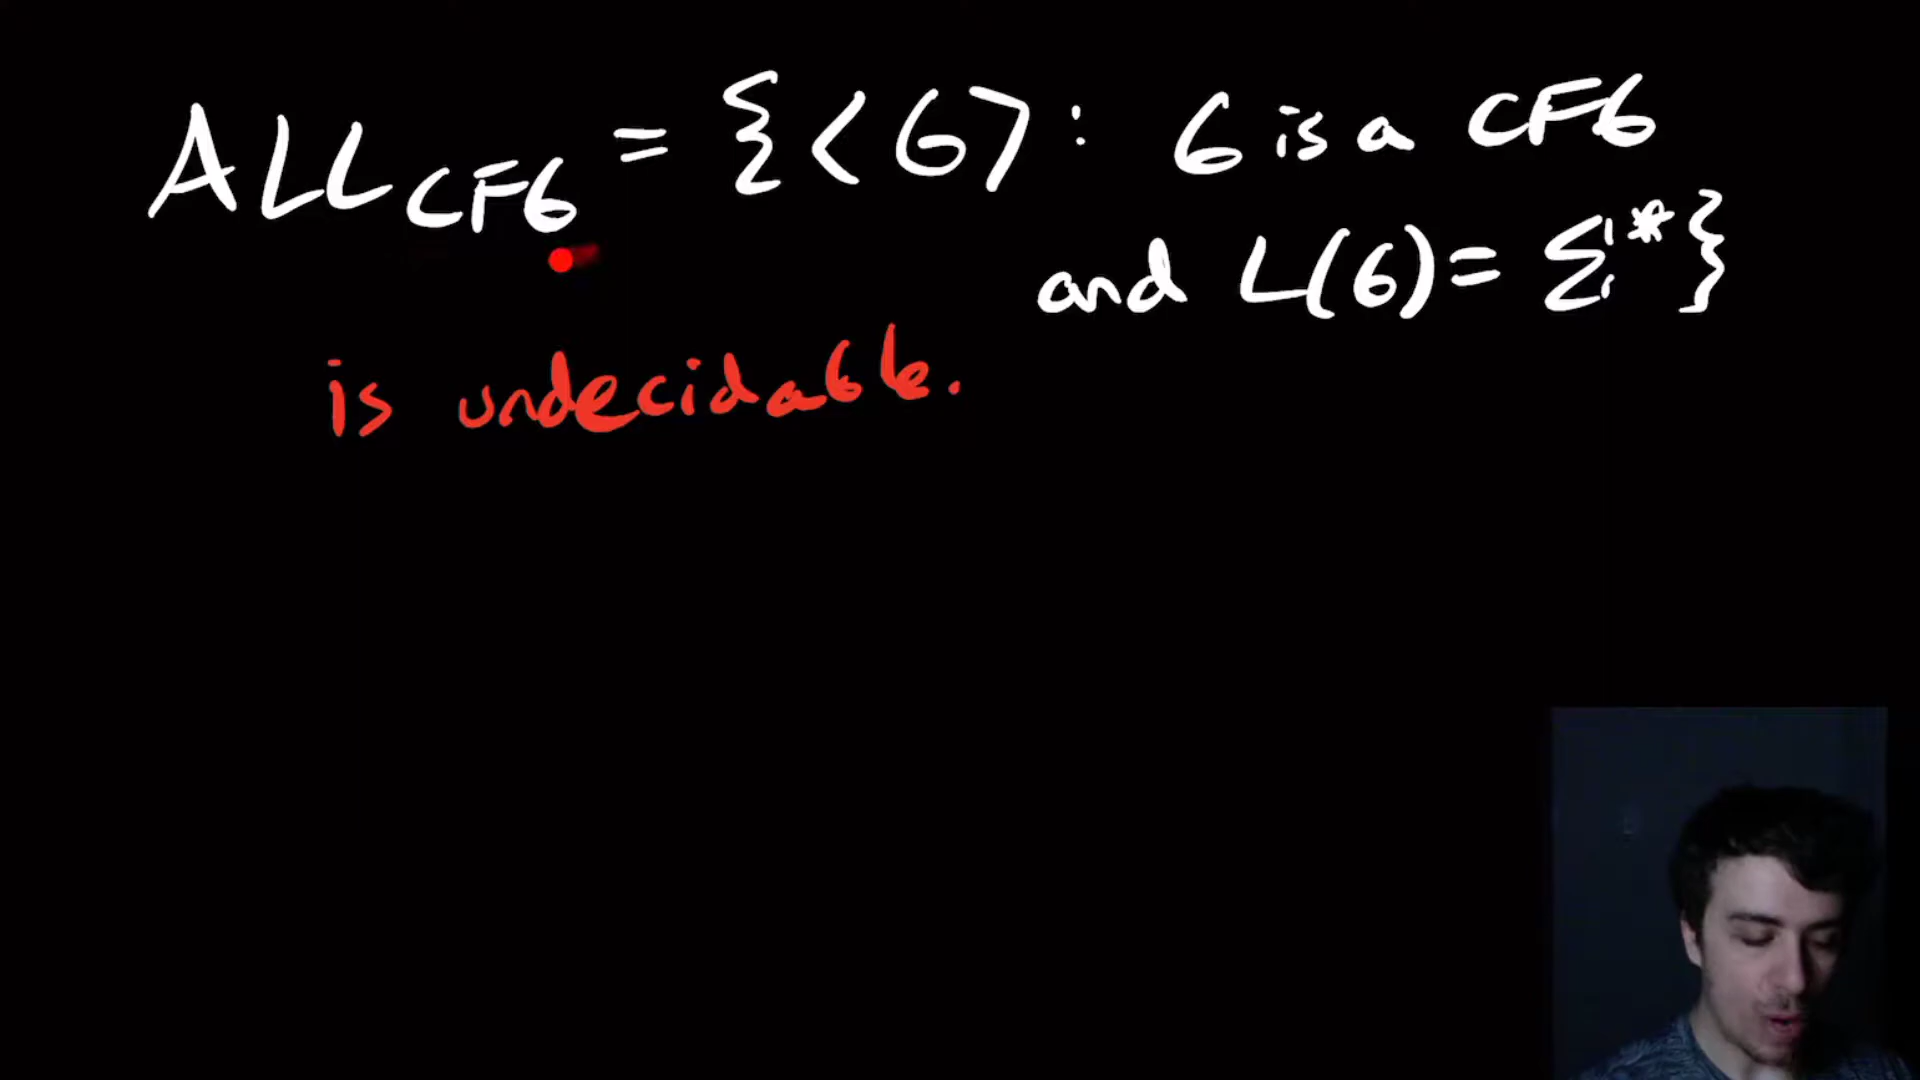 ALL_CFG = {<G>: G is a CFG
and L(G) = Σ*}
is undecidable.